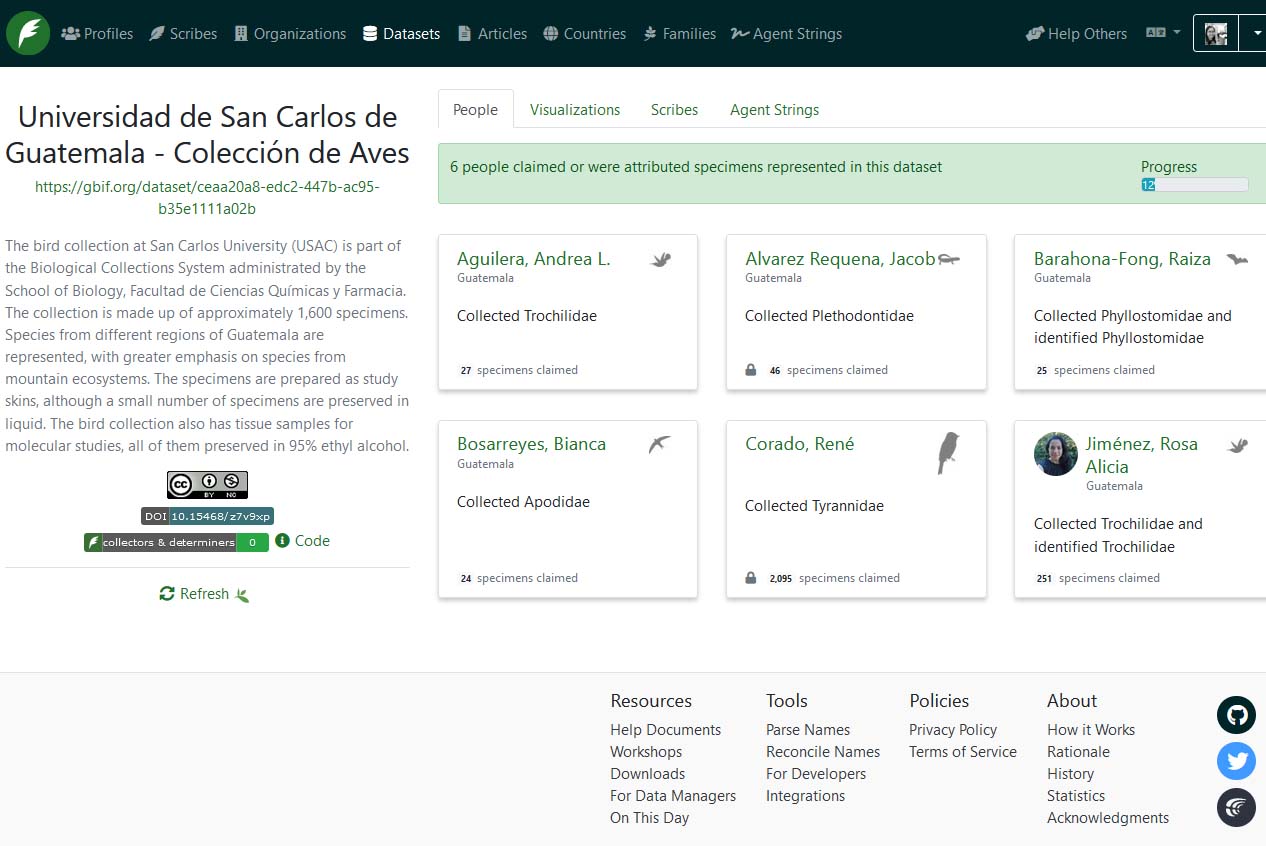 Profiles Scribes Organizations Datasets Articles Countries Families Agent Strings Help Others
Universidad de San Carlos de
Guatemala - Colección de Aves
https://gbif.org/dataset/ceaa20a8-edc2-447b-ac95-
b35e1111a02b
The bird collection at San Carlos University (USAC) is part of
the Biological Collections System administrated by the
School of Biology, Facultad de Ciencias Químicas y Farmacia.
The collection is made up of approximately 1,600 specimens.
Species from different regions of Guatemala are
represented, with greater emphasis on species from
mountain ecosystems. The specimens are prepared as study
skins, although a small number of specimens are preserved in
liquid. The bird collection also has tissue samples for
molecular studies, all of them preserved in 95% ethyl alcohol.
CC BY NC
DOI 10.15468/z7v9xp
collectors & determiners 0 Code
Refresh
People Visualizations Scribes Agent Strings
6 people claimed or were attributed specimens represented in this dataset
Progress
12
Aguilera, Andrea L.
Guatemala
Collected Trochilidae
27 specimens claimed
Alvarez Requena, Jacob
Guatemala
Collected Plethodontidae
46 specimens claimed
Barahona-Fong, Raiza
Guatemala
Collected Phyllostomidae and
identified Phyllostomidae
25 specimens claimed
Bosarreyes, Bianca
Guatemala
Collected Apodidae
24 specimens claimed
Corado, René
Collected Tyrannidae
2,095 specimens claimed
Jiménez, Rosa
Alicia
Guatemala
Collected Trochilidae and
identified Trochilidae
251 specimens claimed
Resources
Help Documents
Workshops
Downloads
For Data Managers
On This Day
Tools
Parse Names
Reconcile Names
For Developers
Integrations
Policies
Privacy Policy
Terms of Service
About
How it Works
Rationale
History
Statistics
Acknowledgments